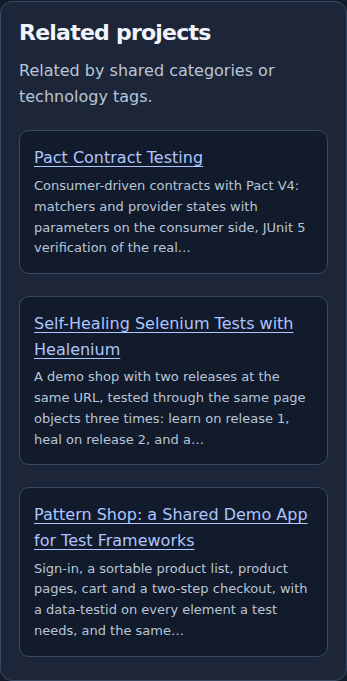 Related projects
Related by shared categories or
technology tags.
Pact Contract Testing
Consumer-driven contracts with Pact V4:
matchers and provider states with
parameters on the consumer side, JUnit 5
verification of the real…
Self-Healing Selenium Tests with
Healenium
A demo shop with two releases at the
same URL, tested through the same page
objects three times: learn on release 1,
heal on release 2, and a…
Pattern Shop: a Shared Demo App
for Test Frameworks
Sign-in, a sortable product list, product
pages, cart and a two-step checkout, with
a data-testid on every element a test
needs, and the same…